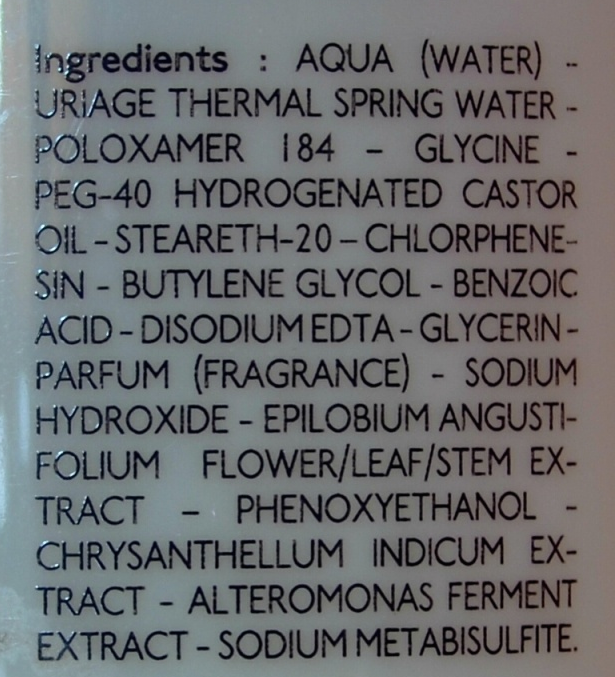 Ingredients : AQUA (WATER) -
URIAGE THERMAL SPRING WATER -
POLOXAMER 184 - GLYCINE -
PEG-40 HYDROGENATED CASTOR
OIL - STEARETH-20 - CHLORPHENE-
SIN - BUTYLENE GLYCOL - BENZOIC
ACID - DISODIUM EDTA - GLYCERIN -
PARFUM (FRAGRANCE) - SODIUM
HYDROXIDE - EPILOBIUM ANGUSTI-
FOLIUM FLOWER/LEAF/STEM EX-
TRACT - PHENOXYETHANOL -
CHRYSANTHELLUM INDICUM EX-
TRACT - ALTEROMONAS FERMENT
EXTRACT - SODIUM METABISULFITE.